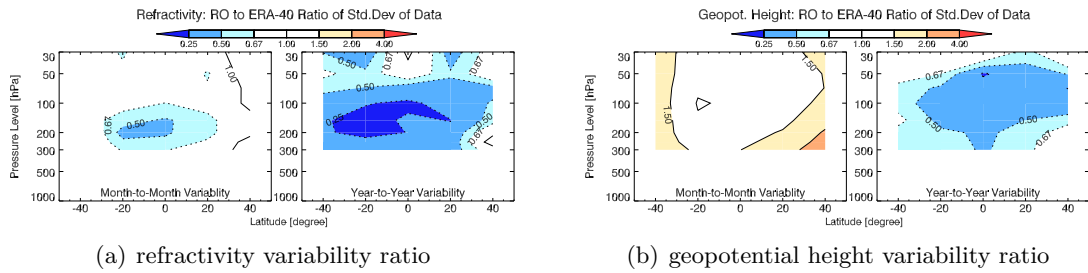 Refractivity: RO to ERA-40 Ratio of Std.Dev of Data
0.25 0.50 0.67 1.00 1.50 2.00 4.00
Pressure Level [hPa]
30
50
100
200
300
500
1000
1.00
0.67
0.50
Month-to-Month Variablity
-40 -20 0 20 40
0.50
0.50
0.25
0.50
0.67
Year-to-Year Variability
-40 -20 0 20 40
Latitude [degree]
(a) refractivity variability ratio
Geopot. Height: RO to ERA-40 Ratio of Std.Dev of Data
0.25 0.50 0.67 1.00 1.50 2.00 4.00
Pressure Level [hPa]
30
50
100
200
300
500
1000
1.50
1.50
Month-to-Month Variability
-40 -20 0 20 40
0.67
0.50
0.50
0.50
0.67
Year-to-Year Variability
-40 -20 0 20 40
Latitude [degree]
(b) geopotential height variability ratio